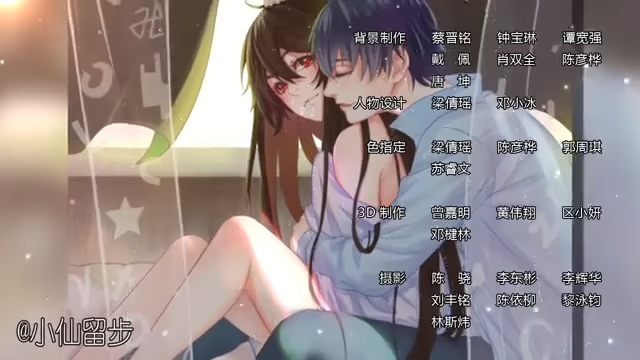 背景制作 蔡晋铭 钟宝琳 谭宽强
戴佩 肖双全 陈彦桦
唐坤
人物设计 梁倩瑶 邓小冰
色指定 梁倩瑶 陈彦桦 郭周琪
苏睿文
3D制作 曾嘉明 黄伟翔 区小妍
邓楗林
摄影 陈骁 李东彬 李辉华
刘丰铭 陈依柳 黎泳钧
林斯炜
@小仙留步